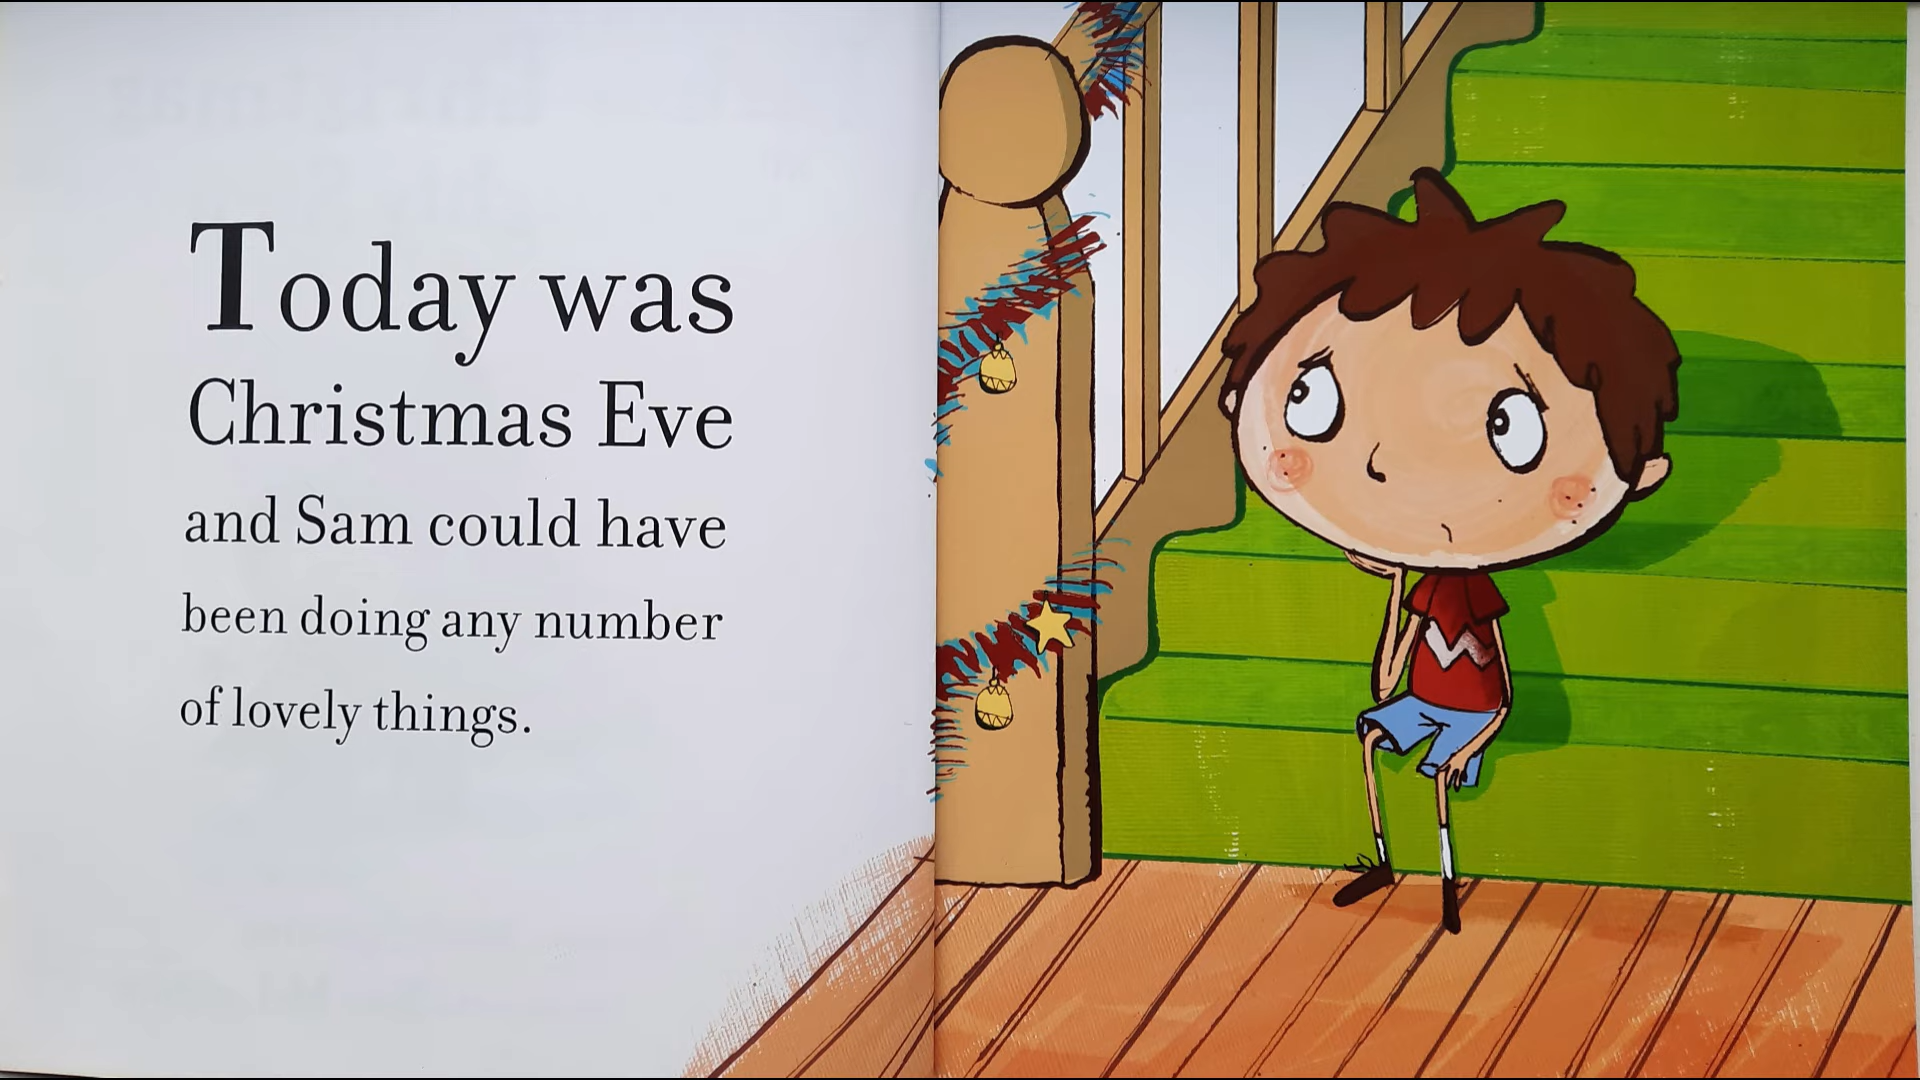 Today was
Christmas Eve
and Sam could have
been doing any number
of lovely things.